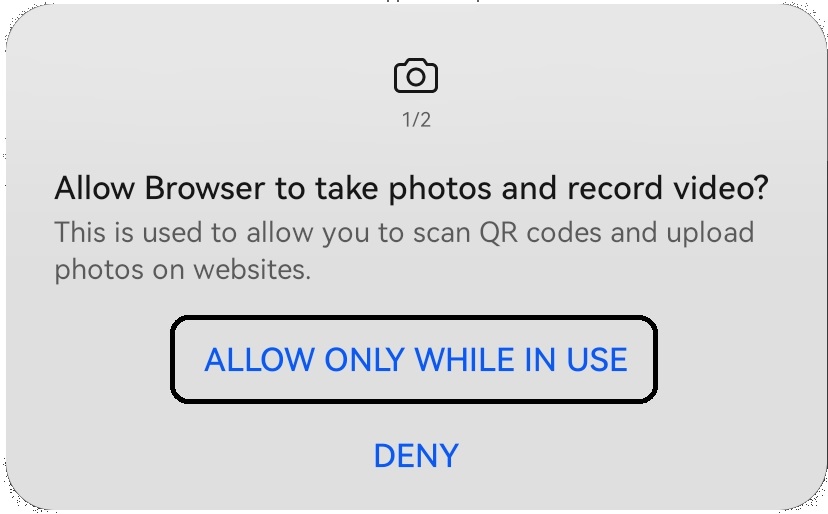 1/2
Allow Browser to take photos and record video?
This is used to allow you to scan QR codes and upload
photos on websites.
ALLOW ONLY WHILE IN USE
DENY